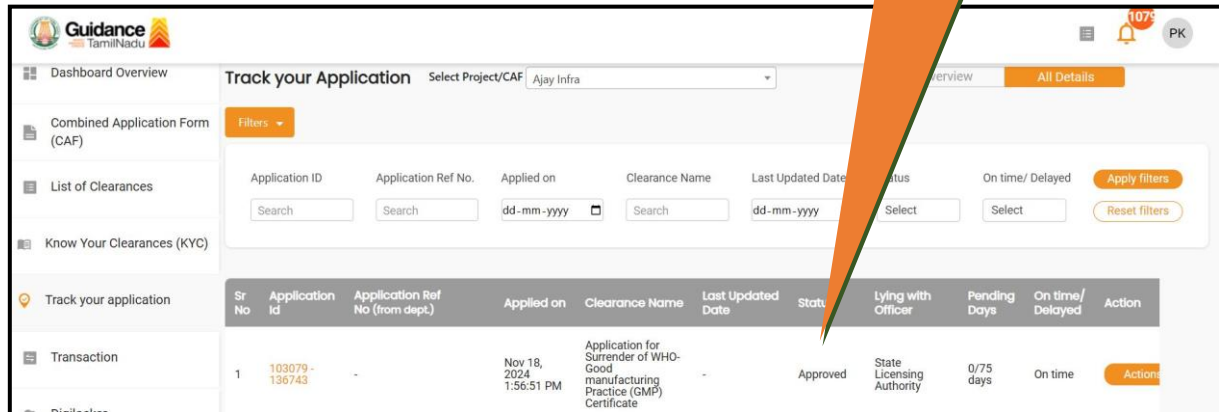 Guidance
TamilNadu
1079
PK
Dashboard Overview
Combined Application Form
(CAF)
List of Clearances
Know Your Clearances (KYC)
Track your application
Transaction
Track your Application Select Project/CAF Ajay Infra
All Details
Filters
Application ID Application Ref No. Applied on Clearance Name Last Updated Date On time/ Delayed Apply filters
Search Search dd-mm-yyyy Search dd-mm-yyyy Select Select Reset filters
Sr No Application Id Application Ref No (from dept.) Applied on Clearance Name Last Updated Date Lying with Officer Pending Days On time/ Delayed Action
1 103079 - 136743 - Nov 18, 2024 1:56:51 PM Application for Surrender of WHO-Good manufacturing Practice (GMP) Certificate - Approved State Licensing Authority 0/75 days On time Actions